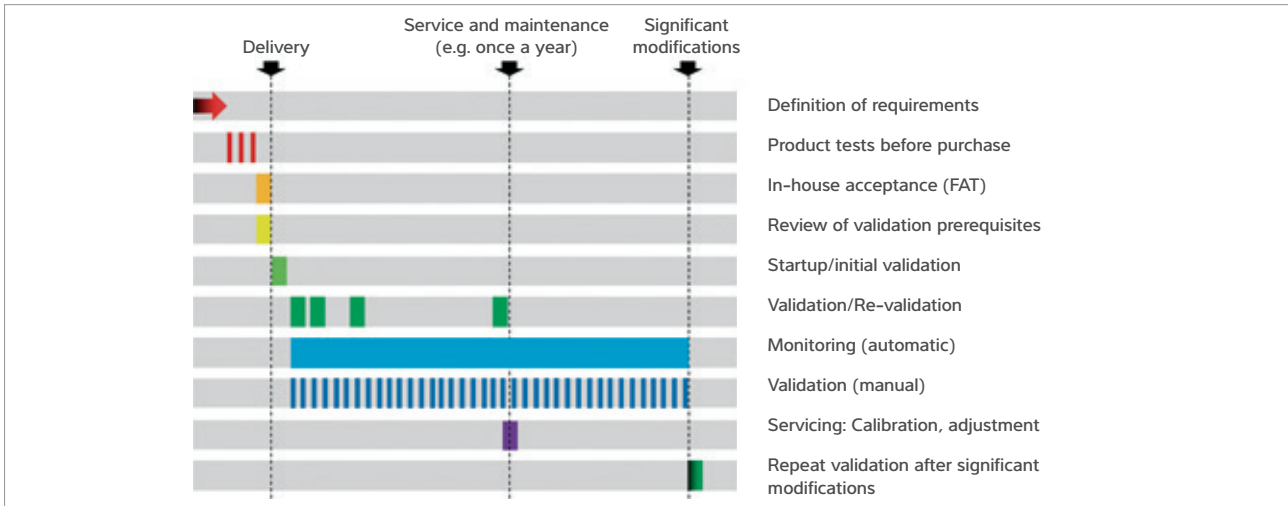 Delivery
Service and maintenance
(e.g. once a year)
Significant
modifications
Definition of requirements
Product tests before purchase
In-house acceptance (FAT)
Review of validation prerequisites
Startup/initial validation
Validation/Re-validation
Monitoring (automatic)
Validation (manual)
Servicing: Calibration, adjustment
Repeat validation after significant
modifications